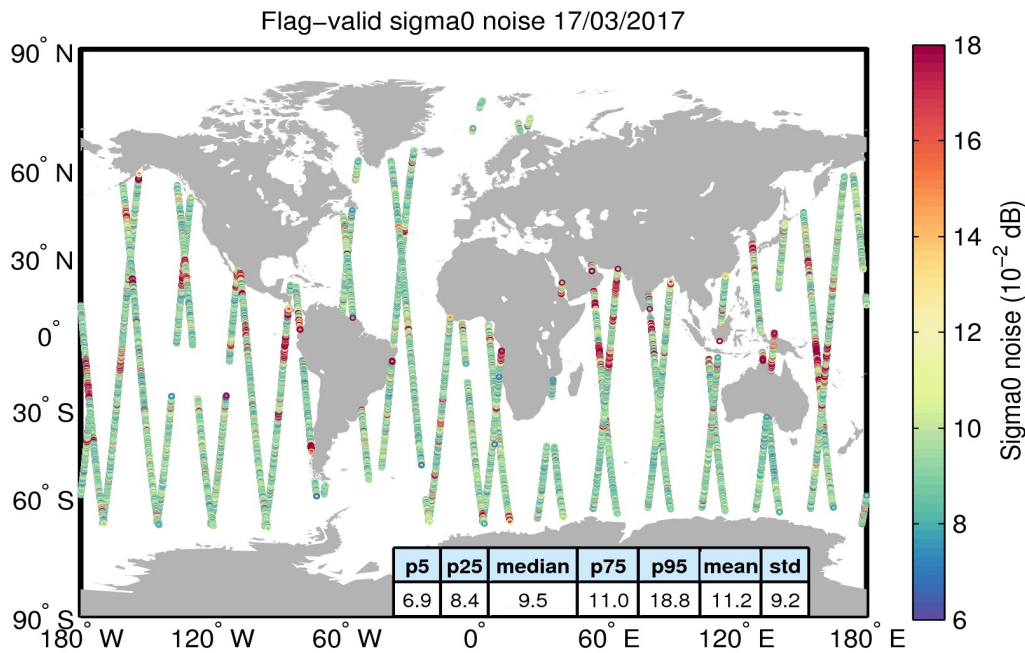 Flag−valid sigma0 noise 17/03/2017
90° N
60° N
30° N
0°
30° S
60° S
90° S
180° W
120° W
60° W
0°
60° E
120° E
180° E
p5 p25 median p75 p95 mean std
6.9 8.4 9.5 11.0 18.8 11.2 9.2
18
16
14
12
10
8
6
Sigma0 noise (10⁻² dB)